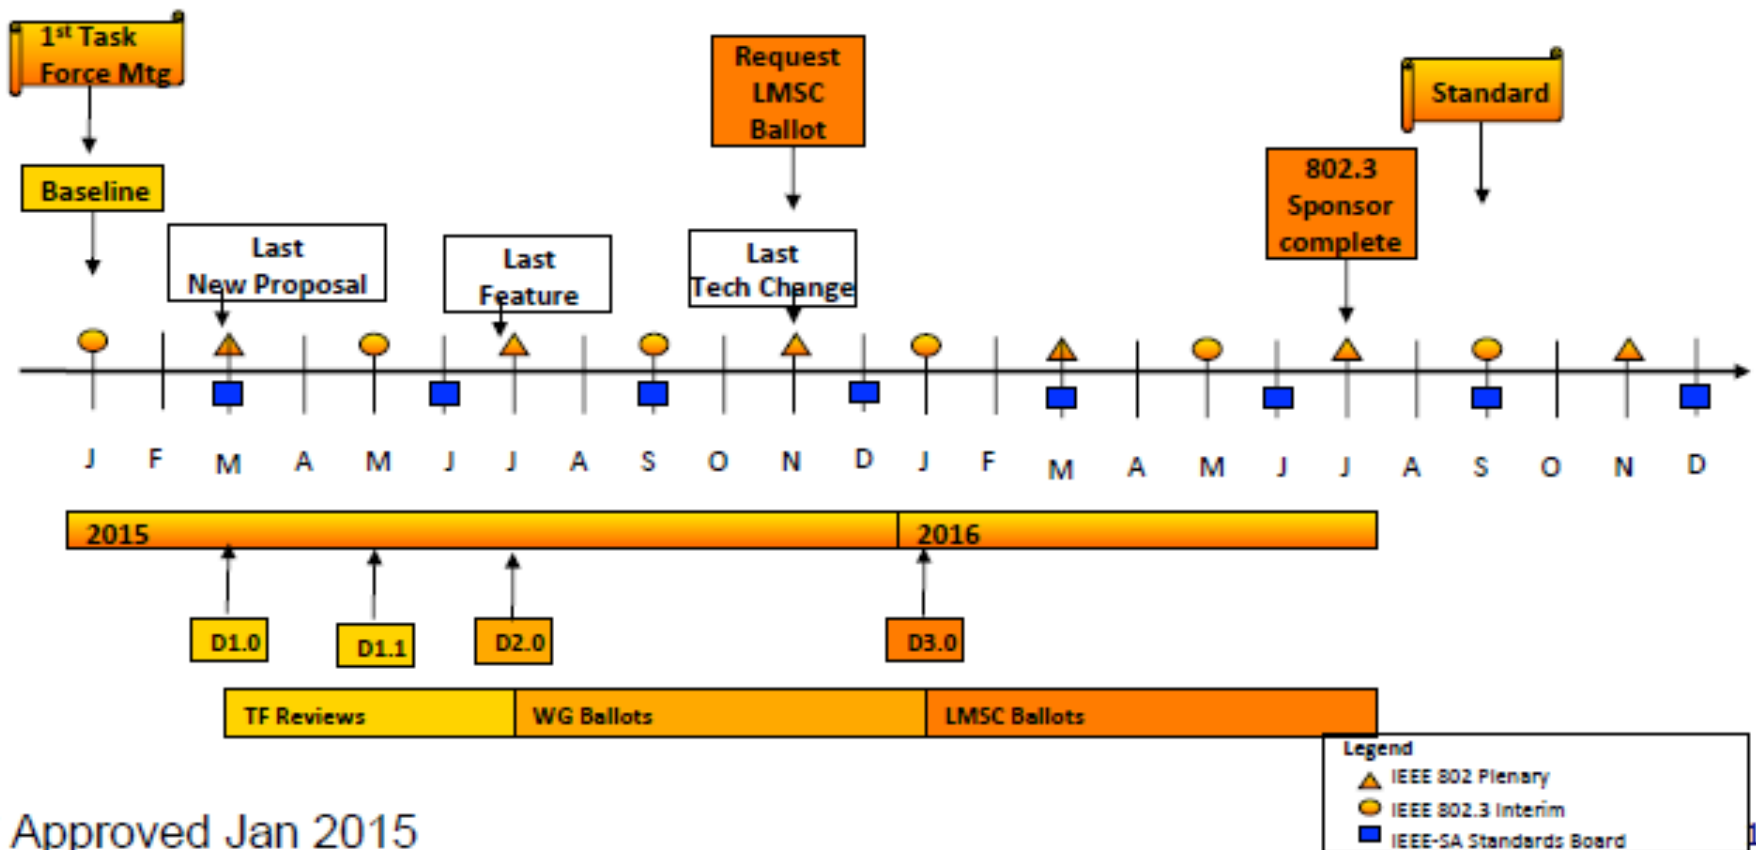 1st Task
Force Mtg
Request
LMSC
Ballot
Standard
Baseline
802.3
Sponsor
complete
Last
New Proposal
Last
Feature
Last
Tech Change
J F M A M J J A S O N D J F M A M J J A S O N D
2015 2016
D1.0 D1.1 D2.0 D3.0
TF Reviews WG Ballots LMSC Ballots
Legend
IEEE 802 Plenary
IEEE 802.3 Interim
IEEE-SA Standards Board
Approved Jan 2015